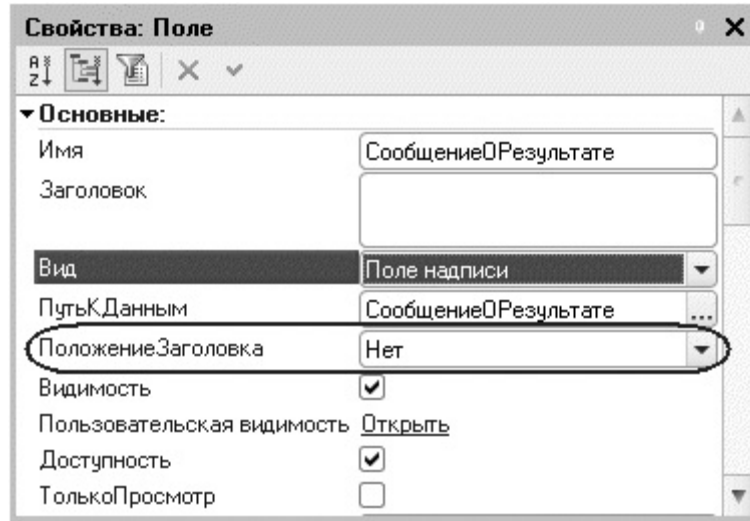 Свойства: Поле
Основные:
Имя СообщениеОРезультате
Заголовок
Вид Поле надписи
ПутьКДанным СообщениеОРезультате ...
ПоложениеЗаголовка Нет
Видимость
Пользовательская видимость Открыть
Доступность
ТолькоПросмотр